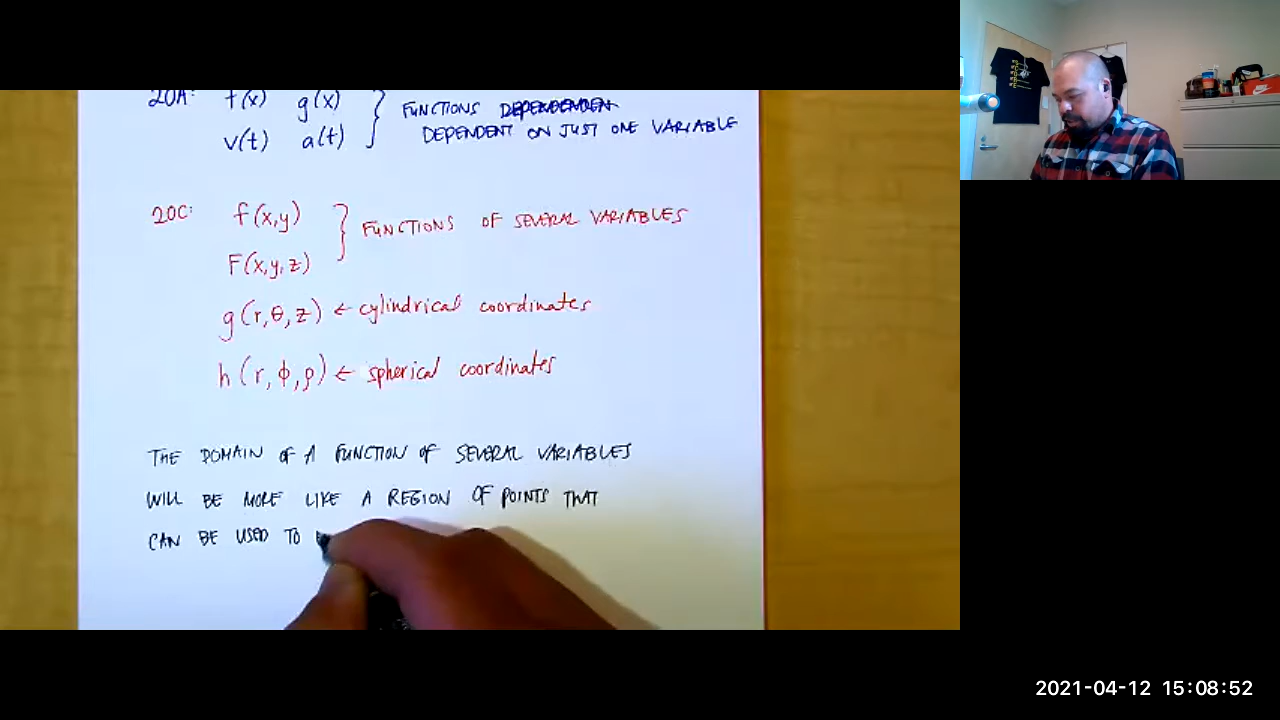 20A: f(x) g(x) } FUNCTIONS
v(t) a(t) DEPENDENT ON JUST ONE VARIABLE
20C: f(x,y) } FUNCTIONS OF SEVERAL VARIABLES
F(x,y,z)
g(r,θ,z) ← cylindrical coordinates
h(r,ϕ,ρ) ← spherical coordinates
THE DOMAIN OF A FUNCTION OF SEVERAL VARIABLES
WILL BE MORE LIKE A REGION OF POINTS THAT
CAN BE USED TO
2021-04-12 15:08:52